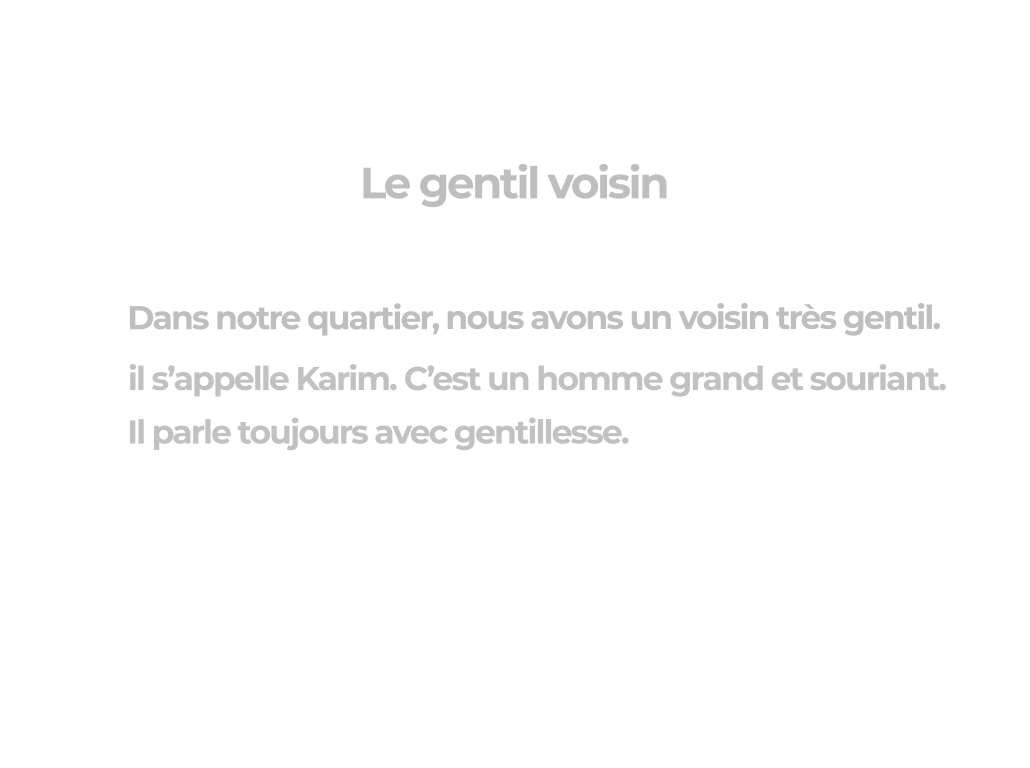 Le gentil voisin
Dans notre quartier, nous avons un voisin très gentil.
il s’appelle Karim. C’est un homme grand et souriant.
Il parle toujours avec gentillesse.